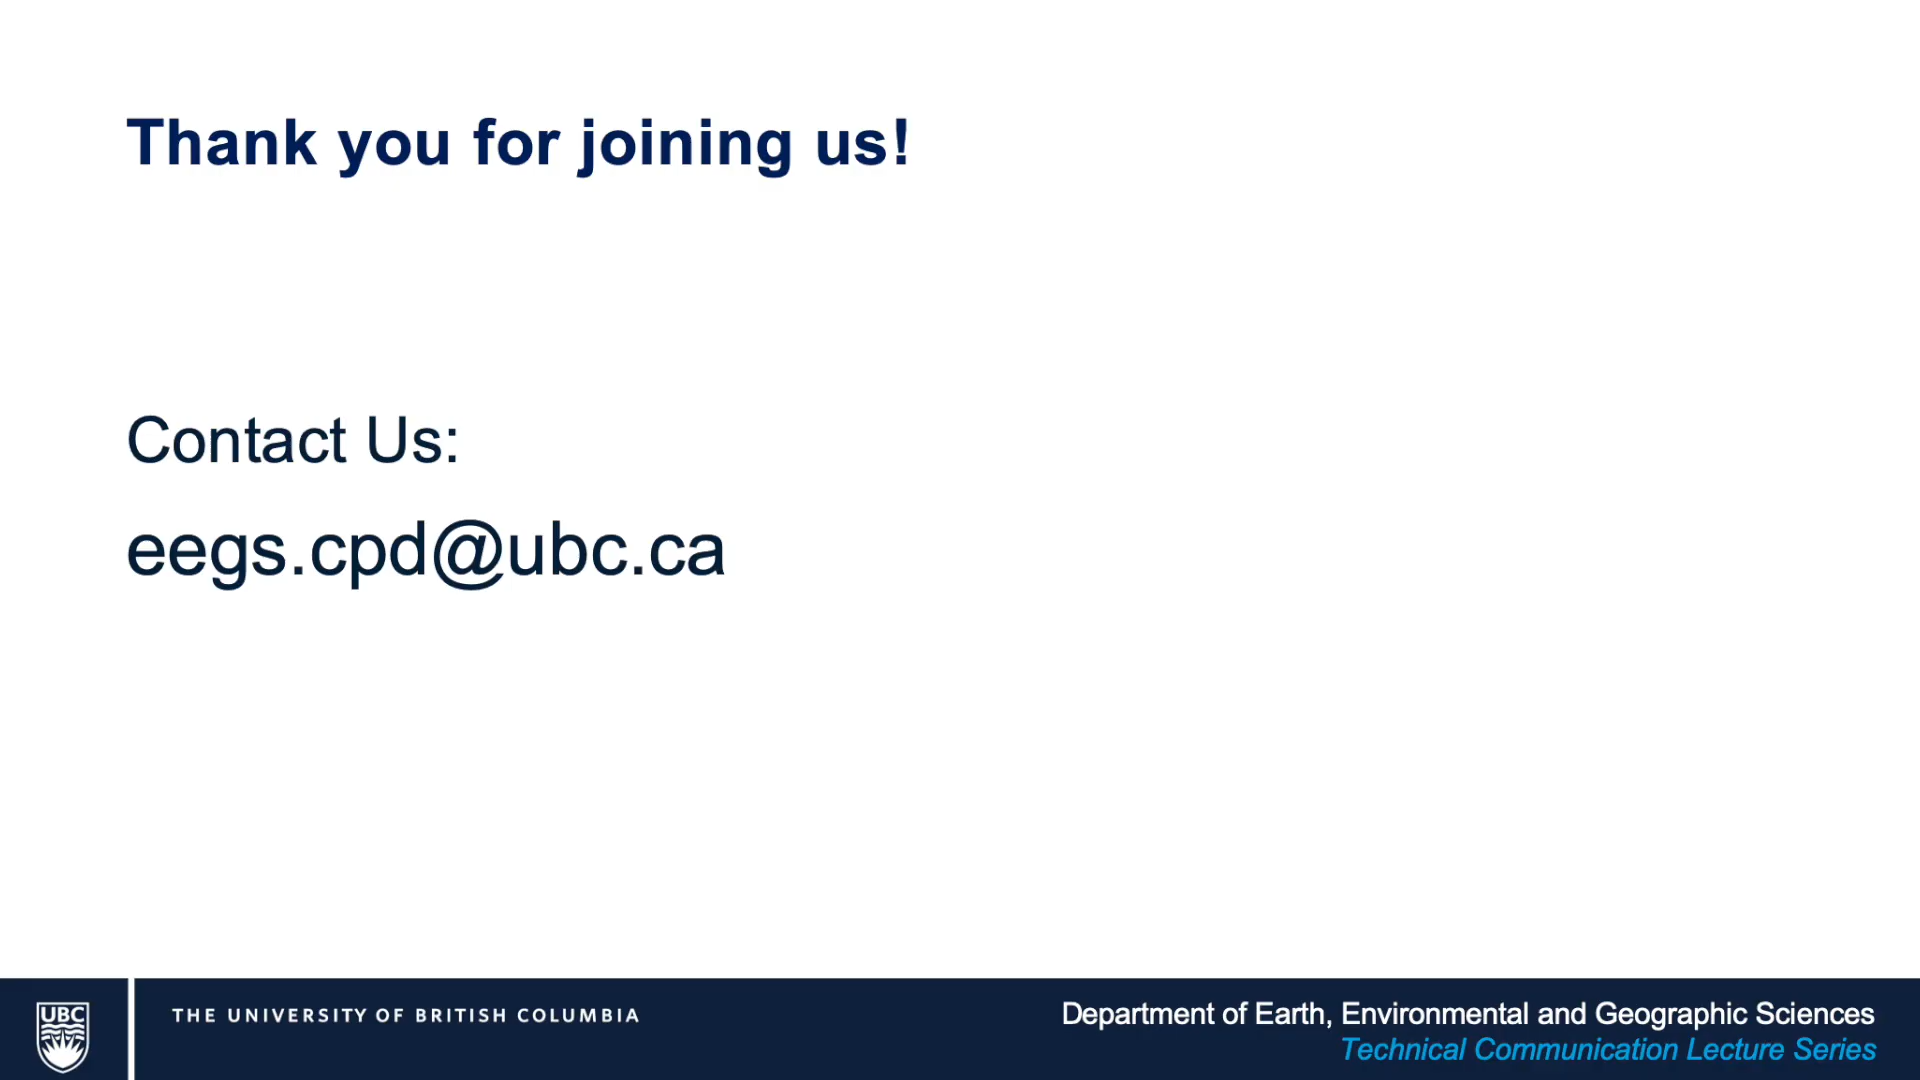 Thank you for joining us!
Contact Us:
eegs.cpd@ubc.ca
UBC
THE UNIVERSITY OF BRITISH COLUMBIA
Department of Earth, Environmental and Geographic Sciences
Technical Communication Lecture Series